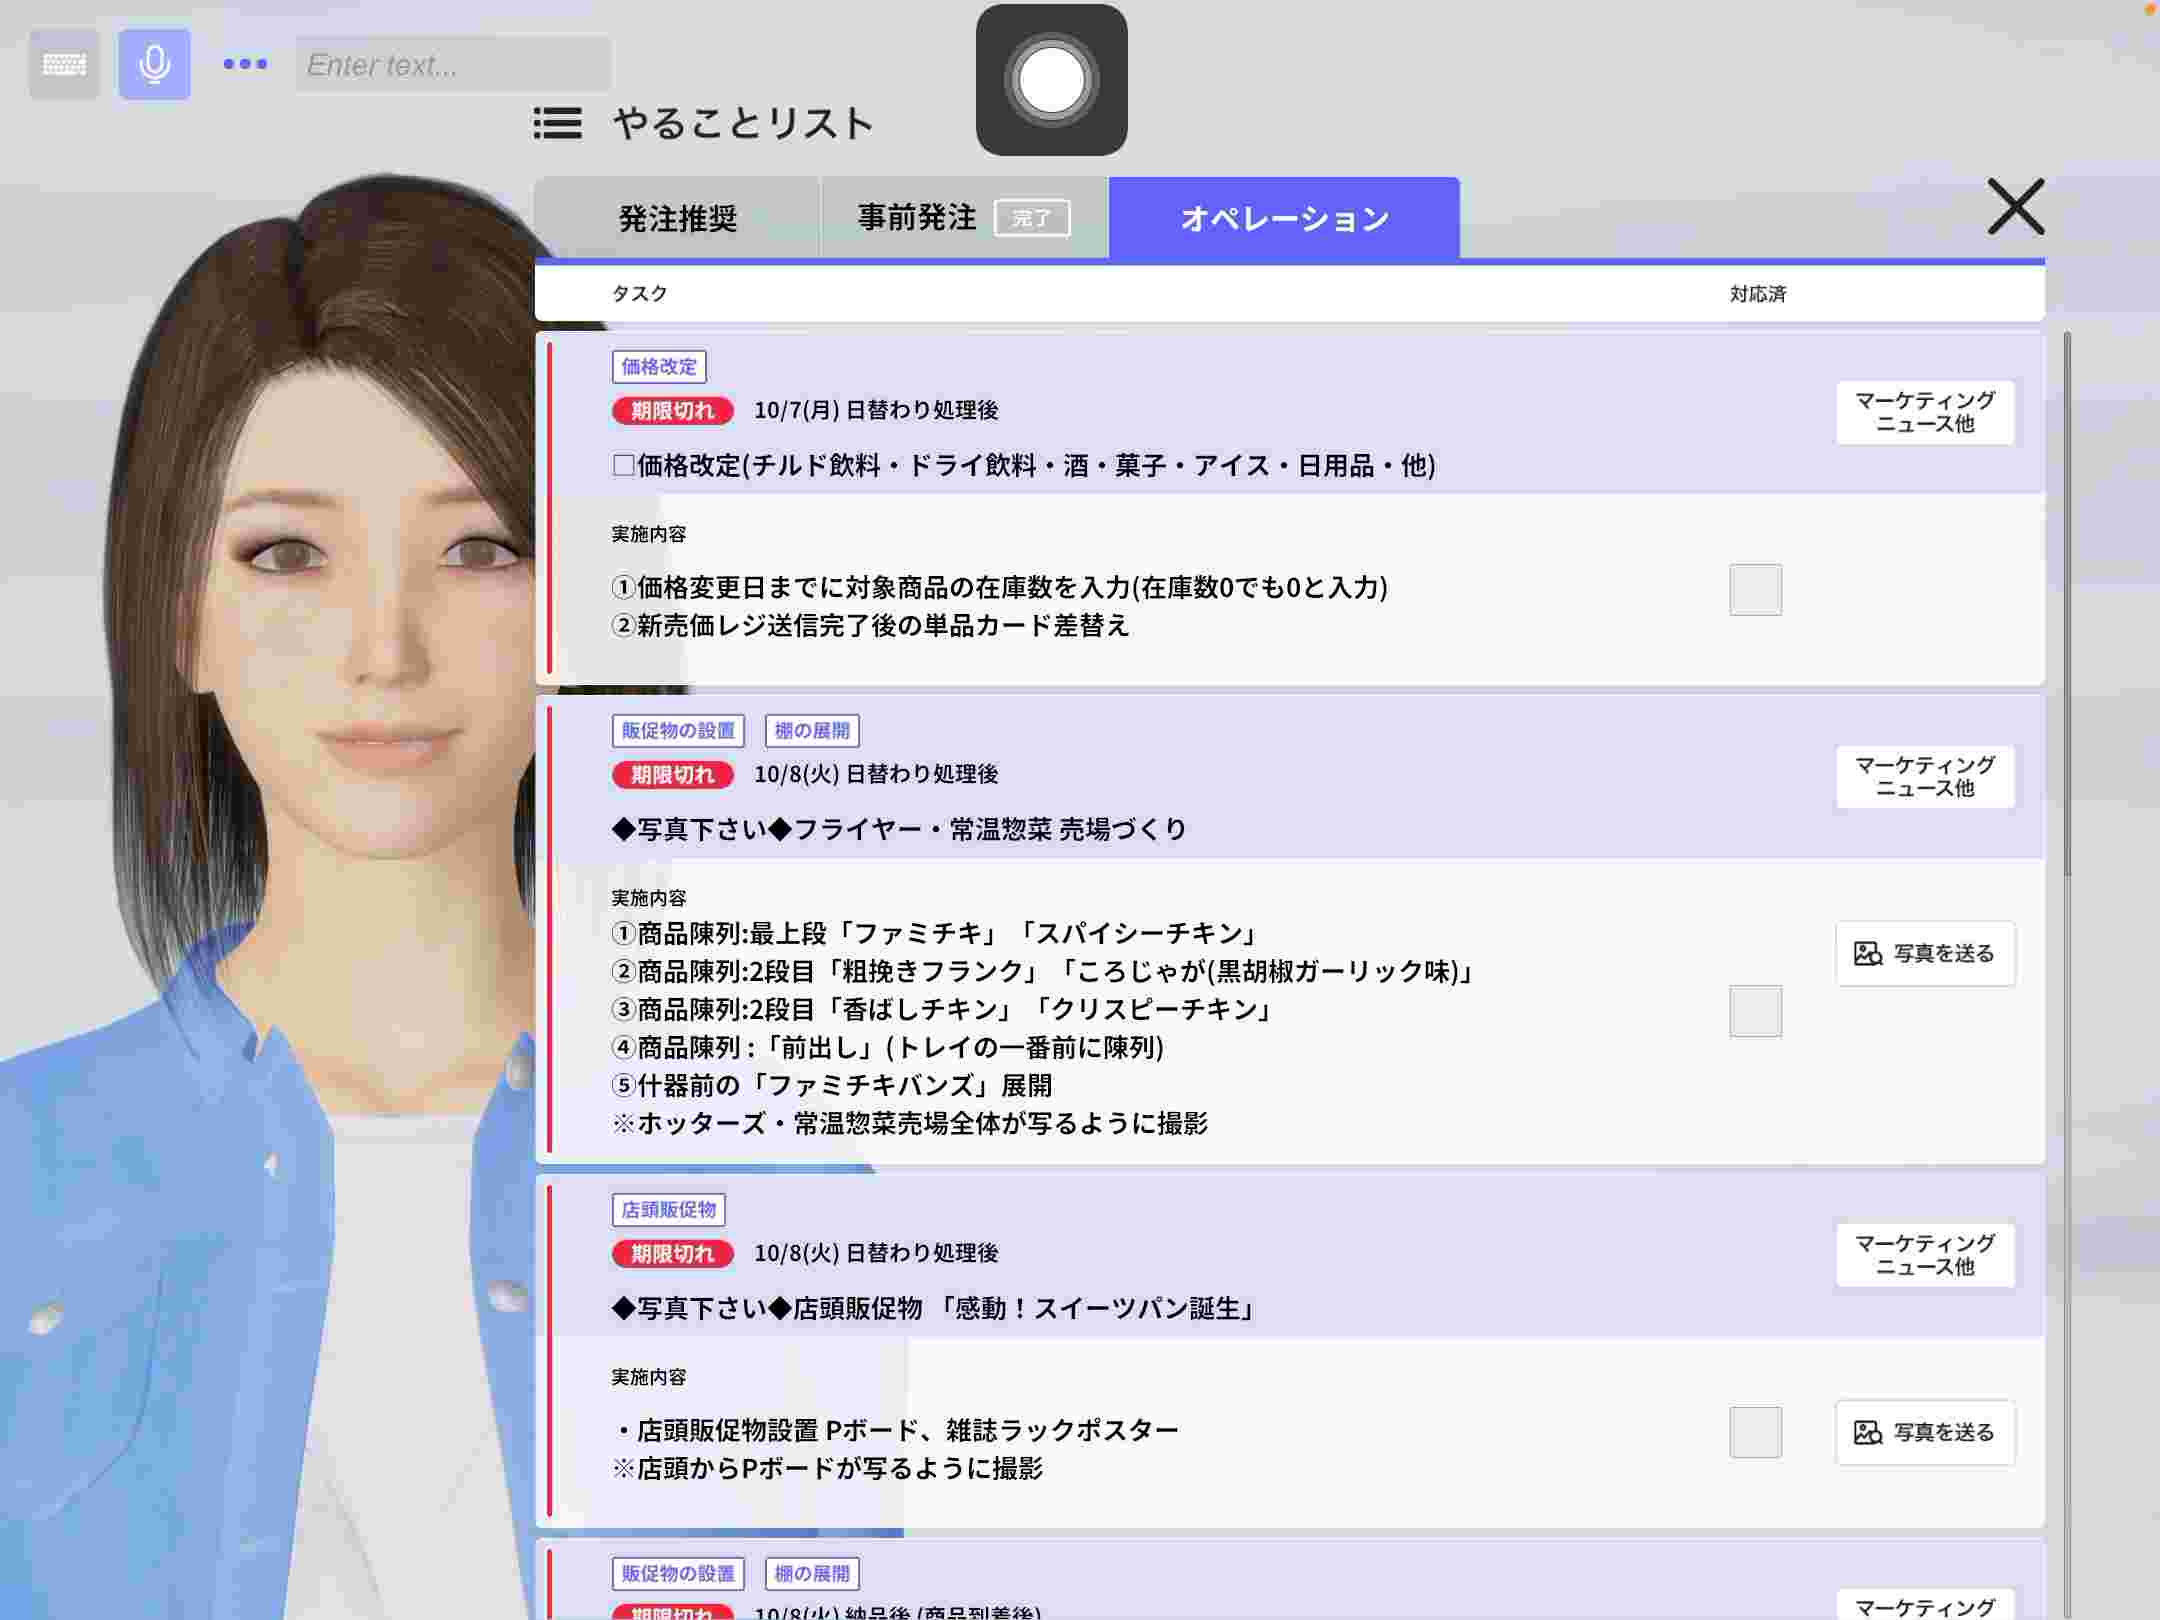 Enter text...
やることリスト
発注推奨
事前発注 完了
オペレーション
タスク
対応済
価格改定
期限切れ 10/7(月) 日替わり処理後
マーケティング
ニュース他
□価格改定(チルド飲料・ドライ飲料・酒・菓子・アイス・日用品・他)
実施内容
①価格変更日までに対象商品の在庫数を入力(在庫数0でも0と入力)
②新売価レジ送信完了後の単品カード差替え
販促物の設置 棚の展開
期限切れ 10/8(火) 日替わり処理後
マーケティング
ニュース他
◆写真下さい◆フライヤー・常温惣菜 売場づくり
実施内容
①商品陳列:最上段「ファミチキ」「スパイシーチキン」
②商品陳列:2段目「粗挽きフランク」「ころじゃが(黒胡椒ガーリック味)」
③商品陳列:2段目「香ばしチキン」「クリスピーチキン」
④商品陳列 :「前出し」(トレイの一番前に陳列)
⑤什器前の「ファミチキバンズ」展開
※ホッターズ・常温惣菜売場全体が写るように撮影
写真を送る
店頭販促物
期限切れ 10/8(火) 日替わり処理後
マーケティング
ニュース他
◆写真下さい◆店頭販促物 「感動！スイーツパン誕生」
実施内容
・店頭販促物設置 Pボード、雑誌ラックポスター
※店頭からPボードが写るように撮影
写真を送る
販促物の設置 棚の展開
期限切れ 10/8(火) 納品後 (商品到着後)
マーケティング